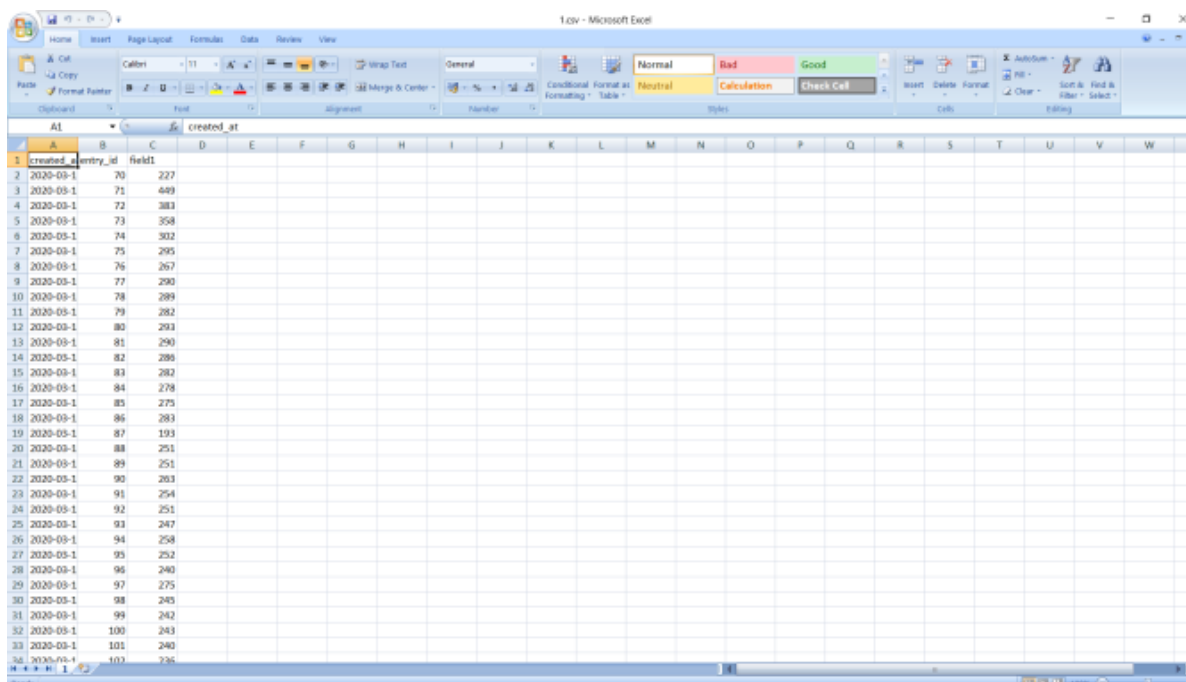 1.csv - Microsoft Excel
Home Insert Page Layout Formulas Data Review View
Cut
Copy
Format Painter
Paste
Clipboard
Calibri 11
Font
Wrap Text
Merge & Center
Alignment
General
Number
Conditional Formatting
Format as Table
Normal Bad Good
Neutral Calculation Check Cell
Styles
Insert Delete Format
Cells
AutoSum
Fill
Clear
Sort & Filter
Find & Select
Editing
A1 fx created_at
A B C D E F G H I J K L M N O P Q R S T U V W
1 created_a entry_id field1
2 2020-03-1 70 227
3 2020-03-1 71 449
4 2020-03-1 72 383
5 2020-03-1 73 358
6 2020-03-1 74 302
7 2020-03-1 75 295
8 2020-03-1 76 267
9 2020-03-1 77 290
10 2020-03-1 78 289
11 2020-03-1 79 282
12 2020-03-1 80 293
13 2020-03-1 81 290
14 2020-03-1 82 286
15 2020-03-1 83 282
16 2020-03-1 84 278
17 2020-03-1 85 275
18 2020-03-1 86 283
19 2020-03-1 87 193
20 2020-03-1 88 251
21 2020-03-1 89 251
22 2020-03-1 90 263
23 2020-03-1 91 254
24 2020-03-1 92 251
25 2020-03-1 93 247
26 2020-03-1 94 258
27 2020-03-1 95 252
28 2020-03-1 96 240
29 2020-03-1 97 275
30 2020-03-1 98 245
31 2020-03-1 99 242
32 2020-03-1 100 243
33 2020-03-1 101 240
34 2020-03-1 102 236
1